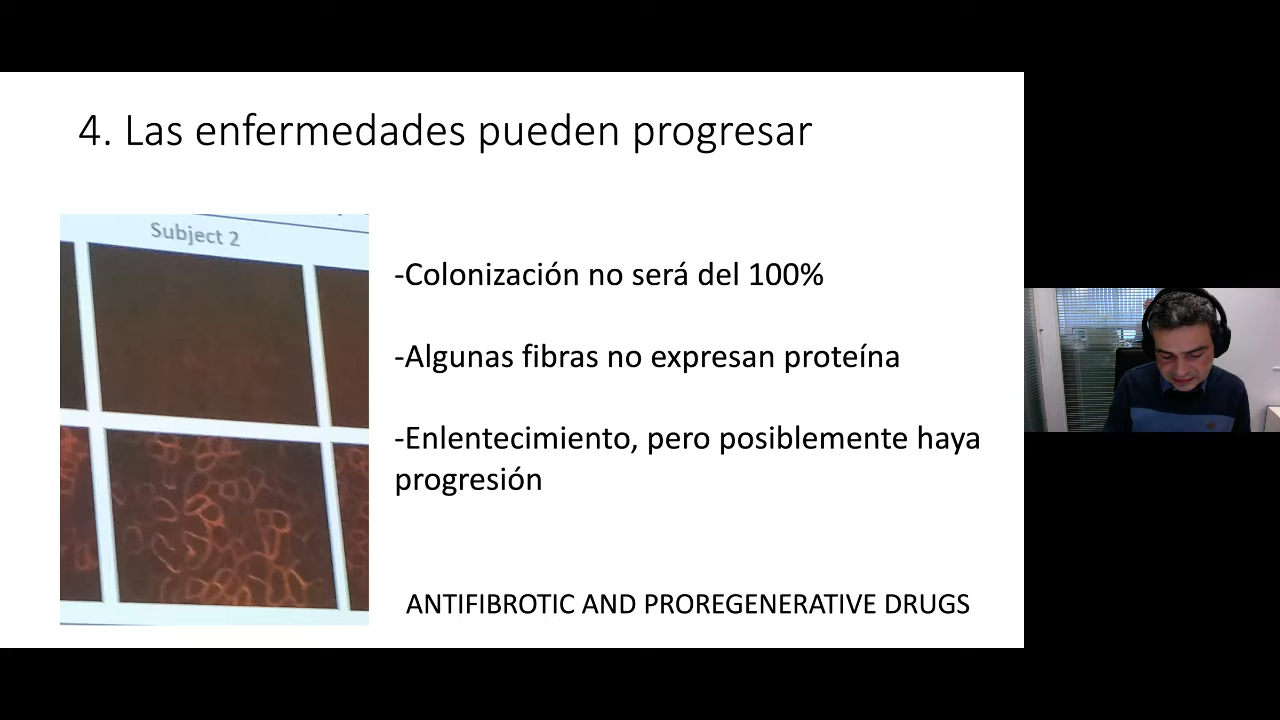 4. Las enfermedades pueden progresar
Subject 2
-Colonización no será del 100%
-Algunas fibras no expresan proteína
-Enlentecimiento, pero posiblemente haya
progresión
ANTIFIBROTIC AND PROREGENERATIVE DRUGS